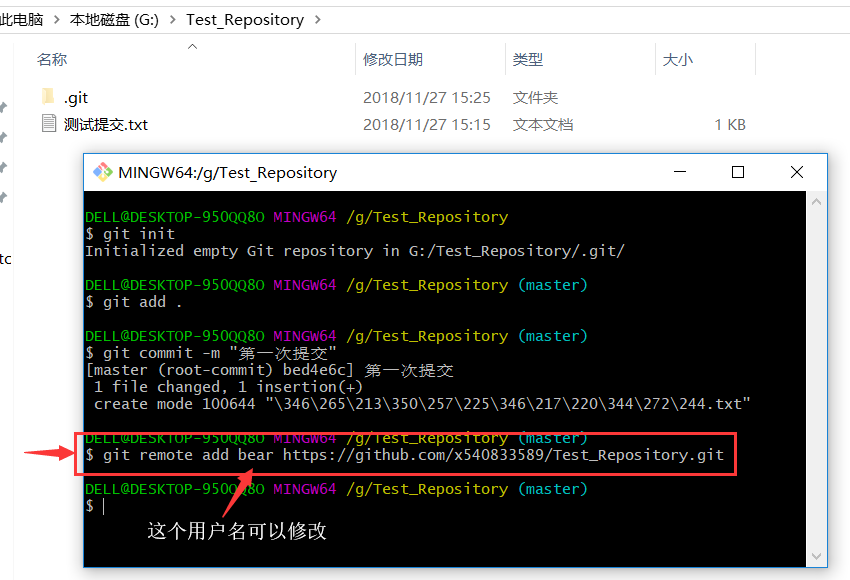 此电脑 > 本地磁盘 (G:) > Test_Repository >
名称 修改日期 类型 大小
.git 2018/11/27 15:25 文件夹
测试提交.txt 2018/11/27 15:15 文本文档 1 KB
MINGW64:/g/Test_Repository
DELL@DESKTOP-950QQ8O MINGW64 /g/Test_Repository
$ git init
Initialized empty Git repository in G:/Test_Repository/.git/
DELL@DESKTOP-950QQ8O MINGW64 /g/Test_Repository (master)
$ git add .
DELL@DESKTOP-950QQ8O MINGW64 /g/Test_Repository (master)
$ git commit -m "第一次提交"
[master (root-commit) bed4e6c] 第一次提交
1 file changed, 1 insertion(+)
create mode 100644 "\346\265\213\350\257\225\346\217\220\344\272\244.txt"
DELL@DESKTOP-950QQ8O MINGW64 /g/Test_Repository (master)
$ git remote add bear https://github.com/x540833589/Test_Repository.git
DELL@DESKTOP-950QQ8O MINGW64 /g/Test_Repository (master)
$
这个用户名可以修改